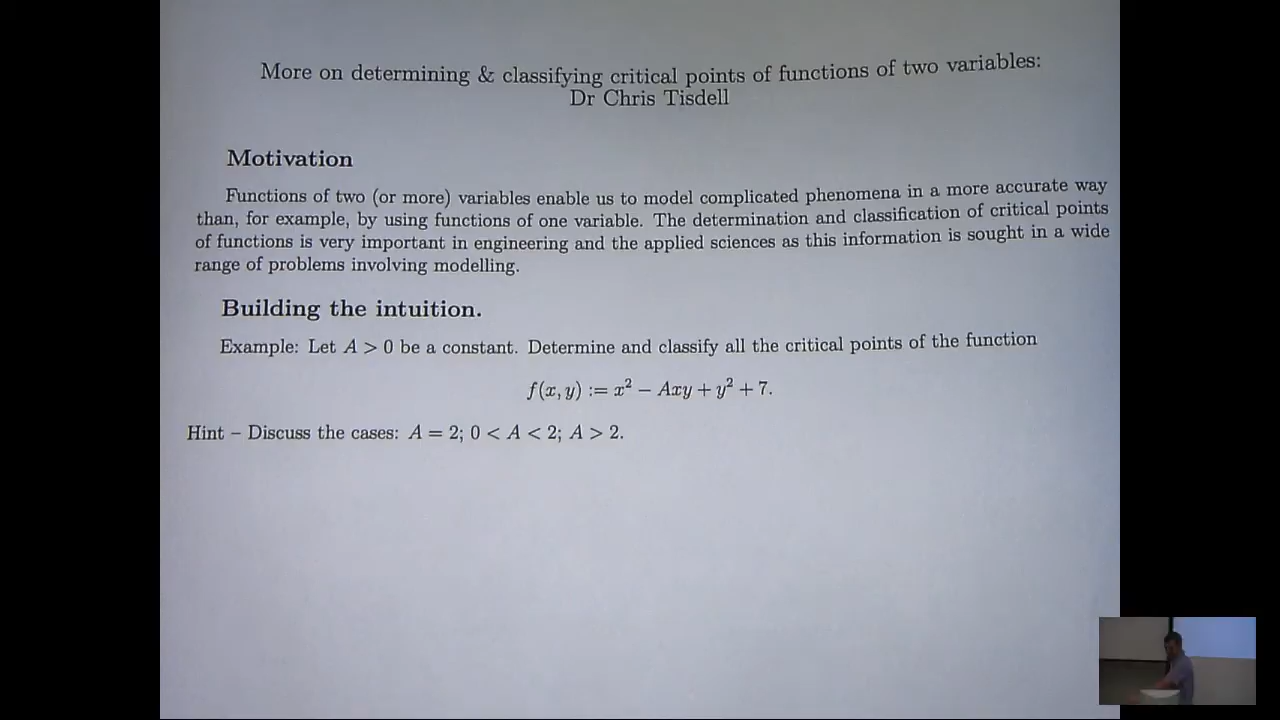 More on determining & classifying critical points of functions of two variables:
Dr Chris Tisdell
Motivation
Functions of two (or more) variables enable us to model complicated phenomena in a more accurate way
than, for example, by using functions of one variable. The determination and classification of critical points
of functions is very important in engineering and the applied sciences as this information is sought in a wide
range of problems involving modelling.
Building the intuition.
Example: Let A > 0 be a constant. Determine and classify all the critical points of the function
f(x, y) := x² − Axy + y² + 7.
Hint – Discuss the cases: A = 2; 0 < A < 2; A > 2.